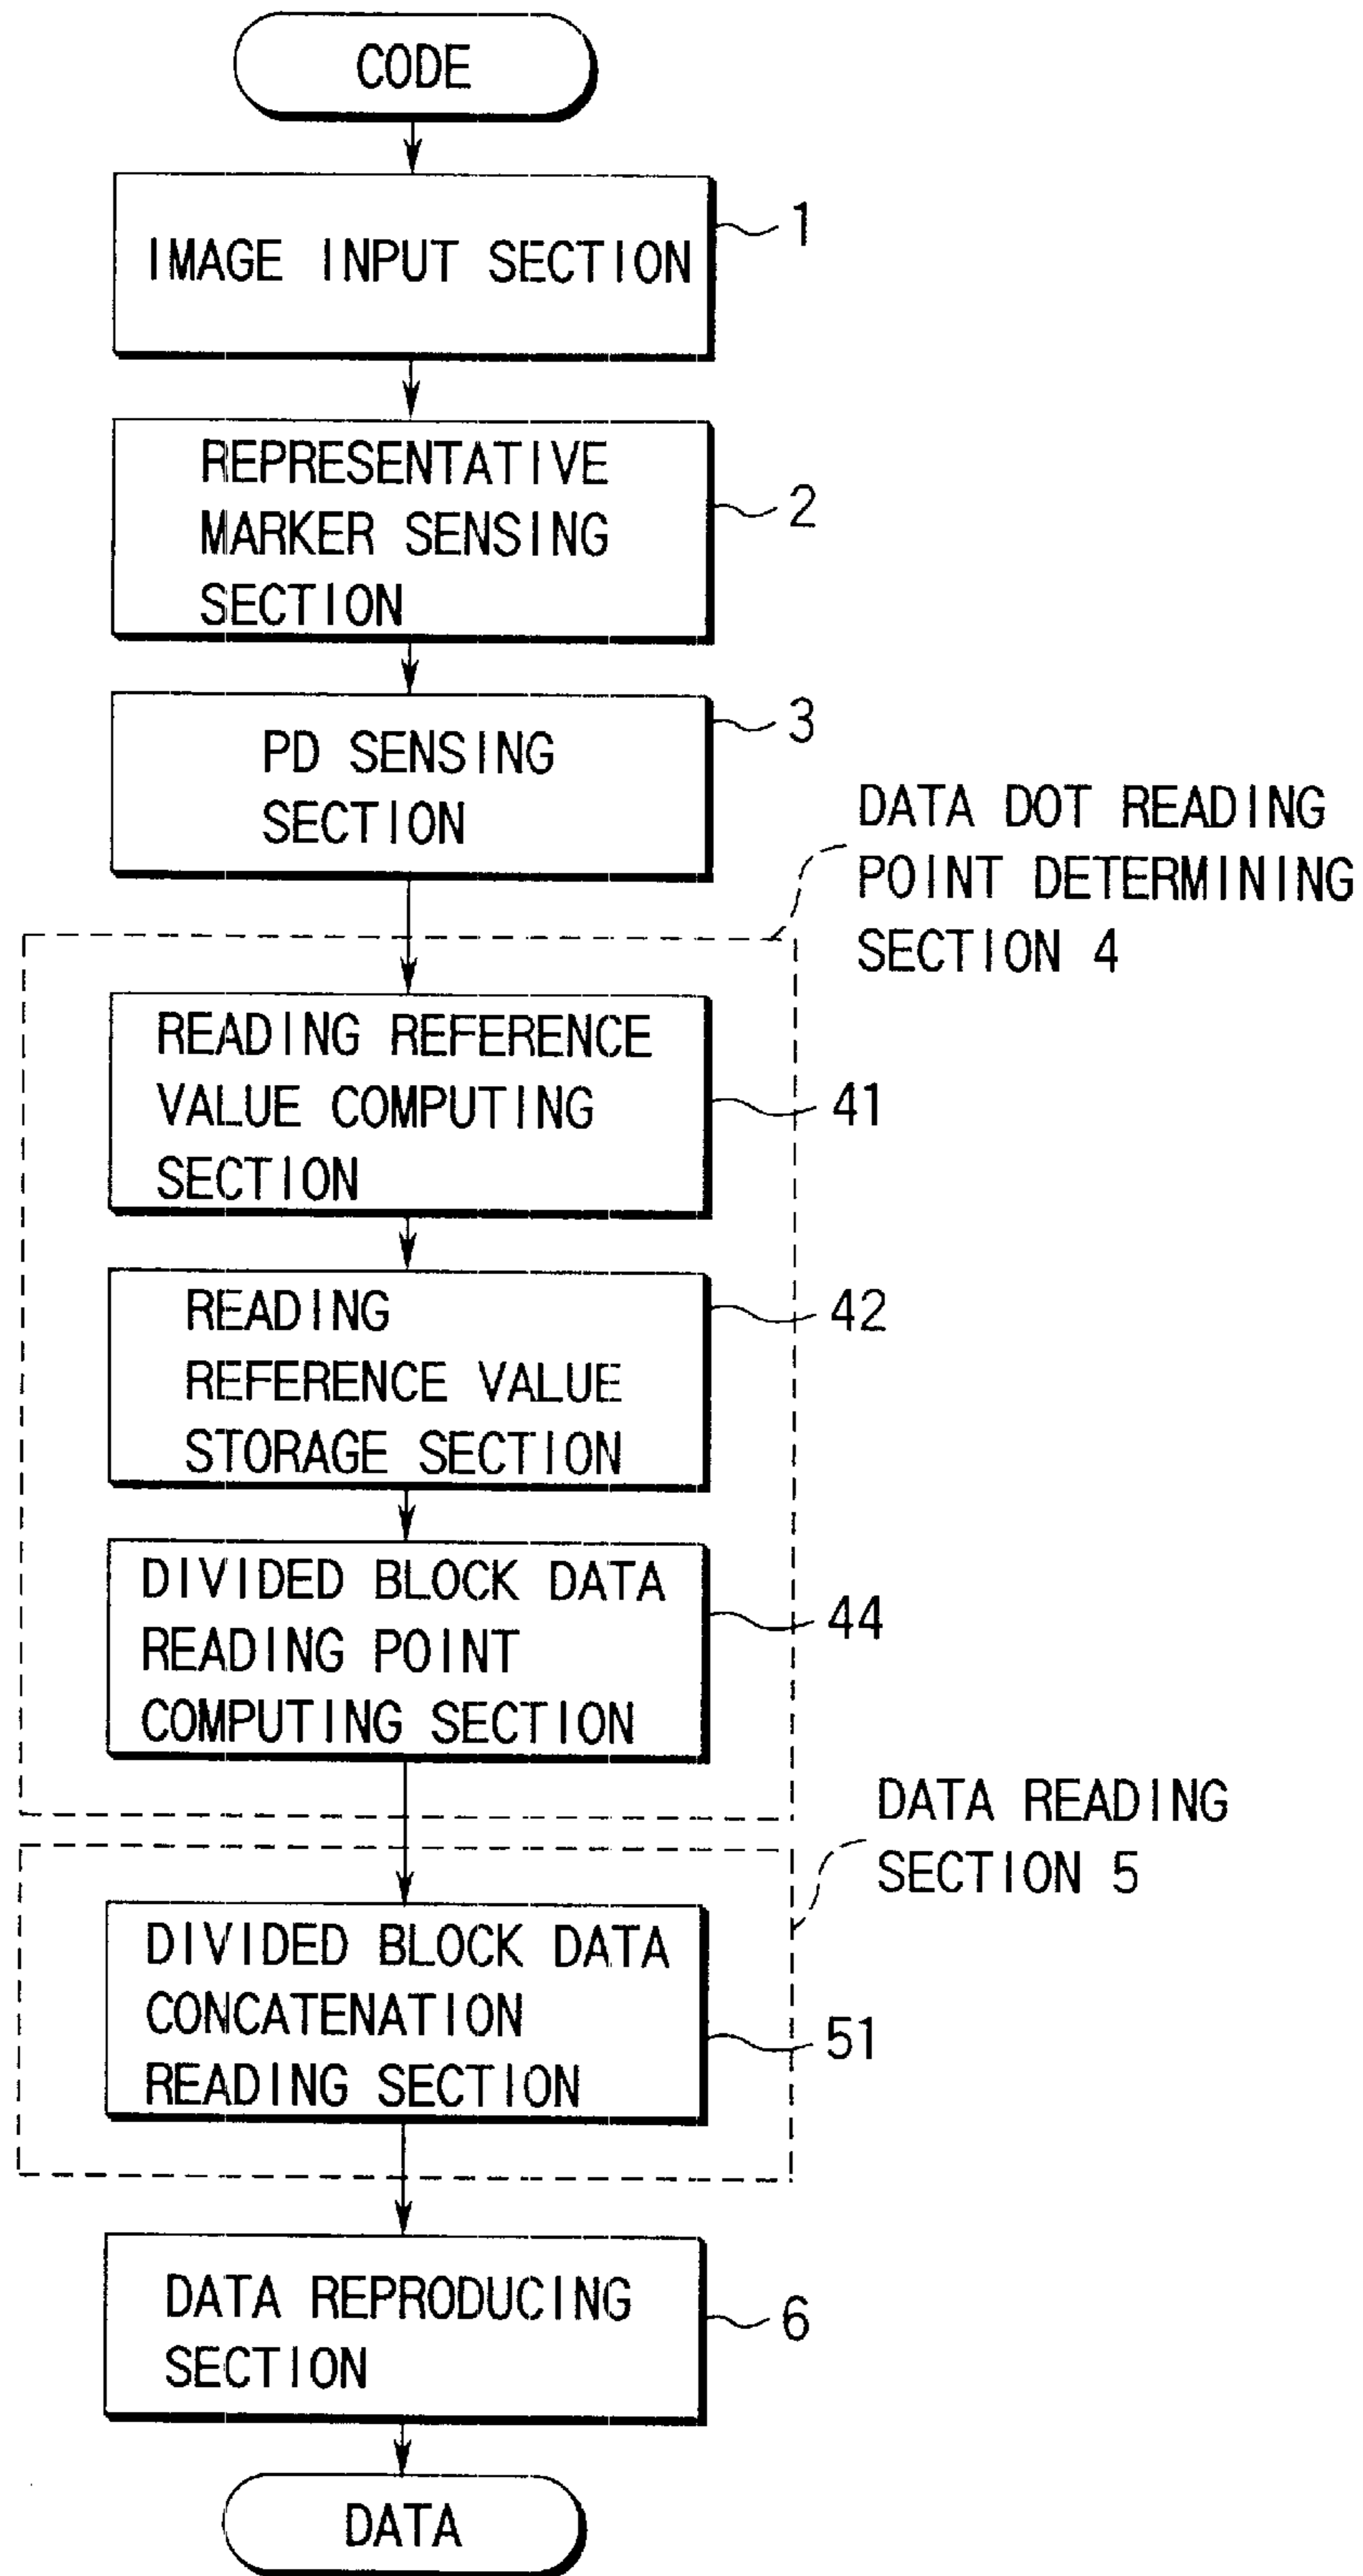 CODE
IMAGE INPUT SECTION
1
REPRESENTATIVE
MARKER SENSING
SECTION
2
PD SENSING
SECTION
3
DATA DOT READING
POINT DETERMINING
SECTION 4
READING REFERENCE
VALUE COMPUTING
SECTION
41
READING
REFERENCE VALUE
STORAGE SECTION
42
DIVIDED BLOCK DATA
READING POINT
COMPUTING SECTION
44
DATA READING
SECTION 5
DIVIDED BLOCK DATA
CONCATENATION
READING SECTION
51
DATA REPRODUCING
SECTION
6
DATA